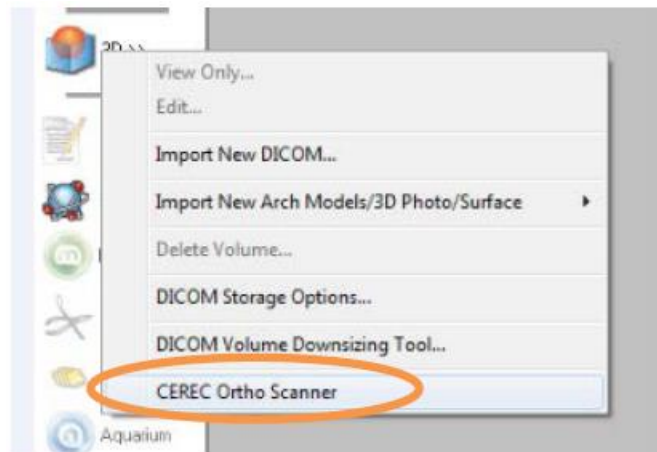 3D >>
View Only...
Edit...
Import New DICOM...
Import New Arch Models/3D Photo/Surface
Delete Volume...
DICOM Storage Options...
DICOM Volume Downsizing Tool...
CEREC Ortho Scanner
Aquarium